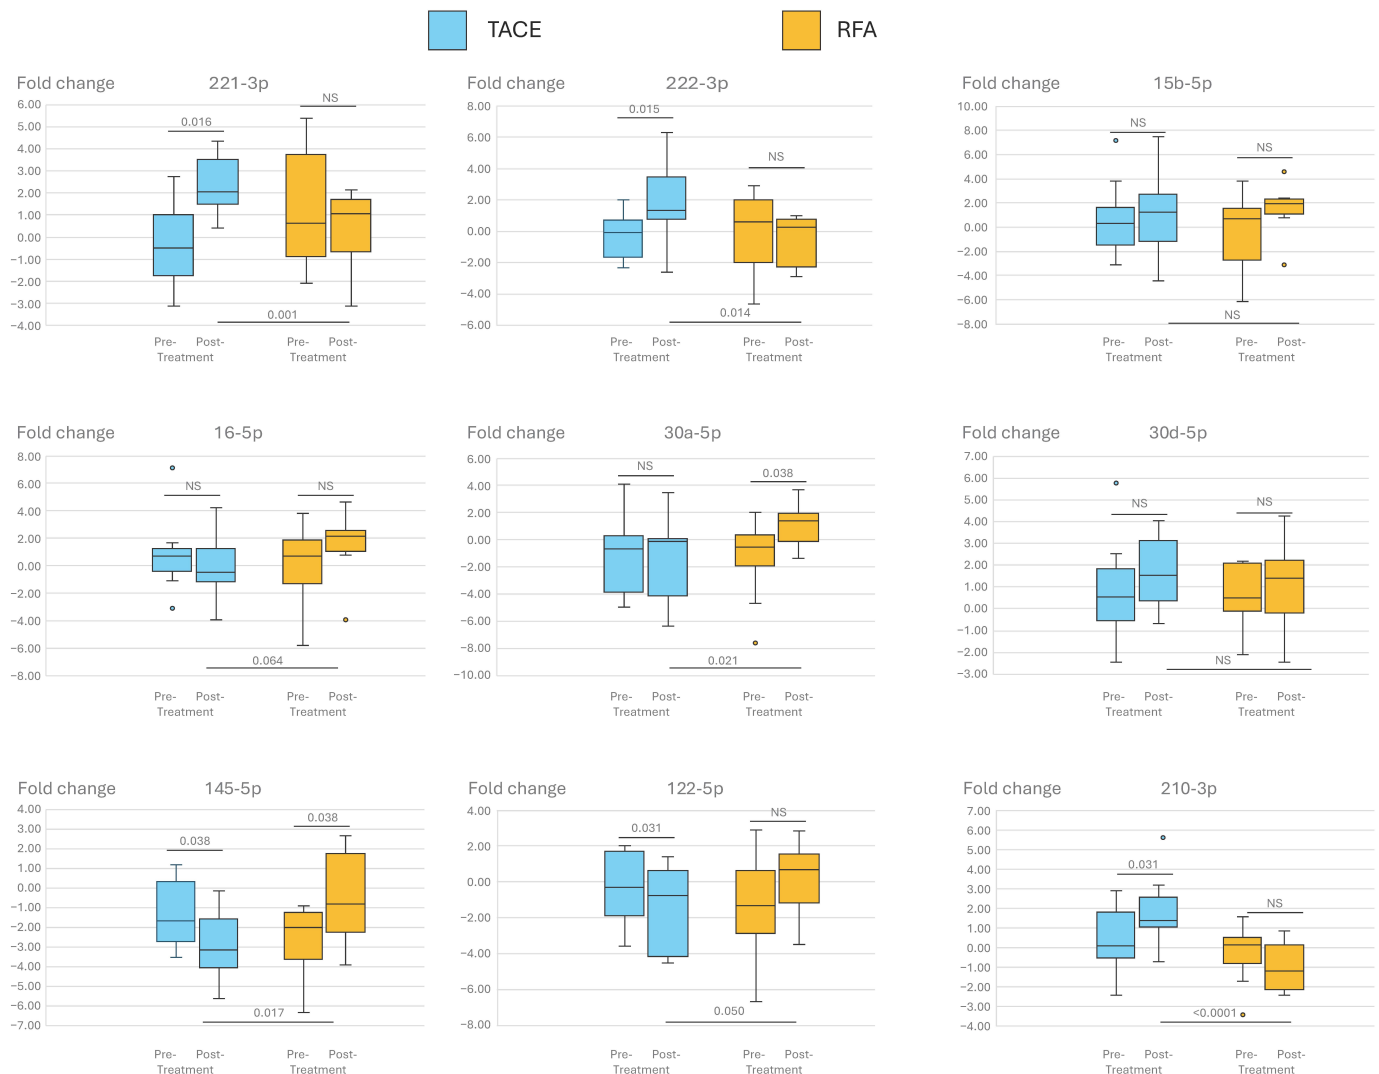 TACE RFA
Fold change 221-3p
6.00
5.00
4.00
3.00
2.00
1.00
0.00
−1.00
−2.00
−3.00
−4.00
0.016
NS
0.001
Pre- Post- Pre- Post-
Treatment Treatment
Fold change 222-3p
8.00
6.00
4.00
2.00
0.00
−2.00
−4.00
−6.00
0.015
NS
0.014
Pre- Post- Pre- Post-
Treatment Treatment
Fold change 15b-5p
10.00
8.00
6.00
4.00
2.00
0.00
−2.00
−4.00
−6.00
−8.00
NS
NS
NS
Pre- Post- Pre- Post-
Treatment Treatment
Fold change 16-5p
8.00
6.00
4.00
2.00
0.00
−2.00
−4.00
−6.00
−8.00
NS
NS
0.064
Pre- Post- Pre- Post-
Treatment Treatment
Fold change 30a-5p
6.00
4.00
2.00
0.00
−2.00
−4.00
−6.00
−8.00
−10.00
NS
0.038
0.021
Pre- Post- Pre- Post-
Treatment Treatment
Fold change 30d-5p
7.00
6.00
5.00
4.00
3.00
2.00
1.00
0.00
−1.00
−2.00
−3.00
NS
NS
NS
Pre- Post- Pre- Post-
Treatment Treatment
Fold change 145-5p
4.00
3.00
2.00
1.00
0.00
−1.00
−2.00
−3.00
−4.00
−5.00
−6.00
−7.00
0.038
0.038
0.017
Pre- Post- Pre- Post-
Treatment Treatment
Fold change 122-5p
4.00
2.00
0.00
−2.00
−4.00
−6.00
−8.00
0.031
NS
0.050
Pre- Post- Pre- Post-
Treatment Treatment
Fold change 210-3p
7.00
6.00
5.00
4.00
3.00
2.00
1.00
0.00
−1.00
−2.00
−3.00
−4.00
0.031
NS
<0.0001
Pre- Post- Pre- Post-
Treatment Treatment